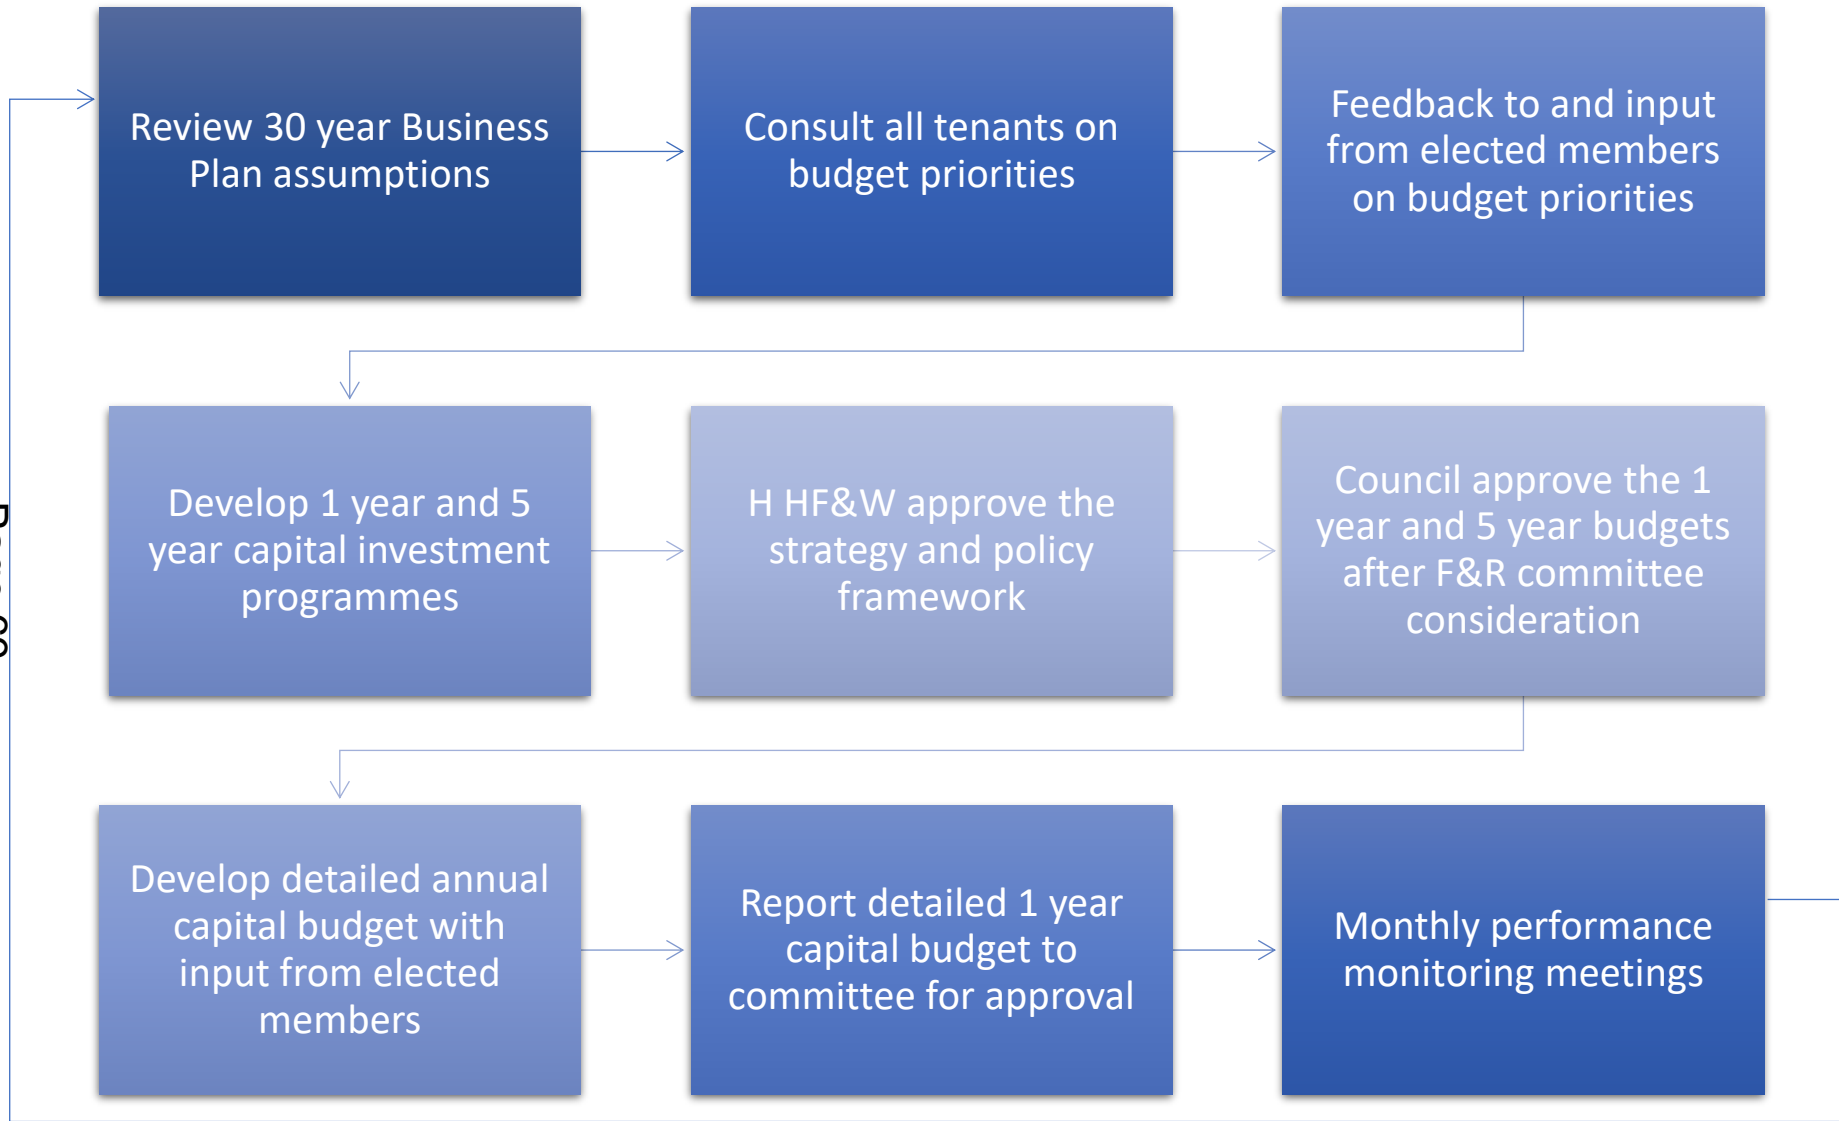 Review 30 year Business
Plan assumptions
Consult all tenants on
budget priorities
Feedback to and input
from elected members
on budget priorities
Develop 1 year and 5
year capital investment
programmes
H HF&W approve the
strategy and policy
framework
Council approve the 1
year and 5 year budgets
after F&R committee
consideration
Develop detailed annual
capital budget with
input from elected
members
Report detailed 1 year
capital budget to
committee for approval
Monthly performance
monitoring meetings